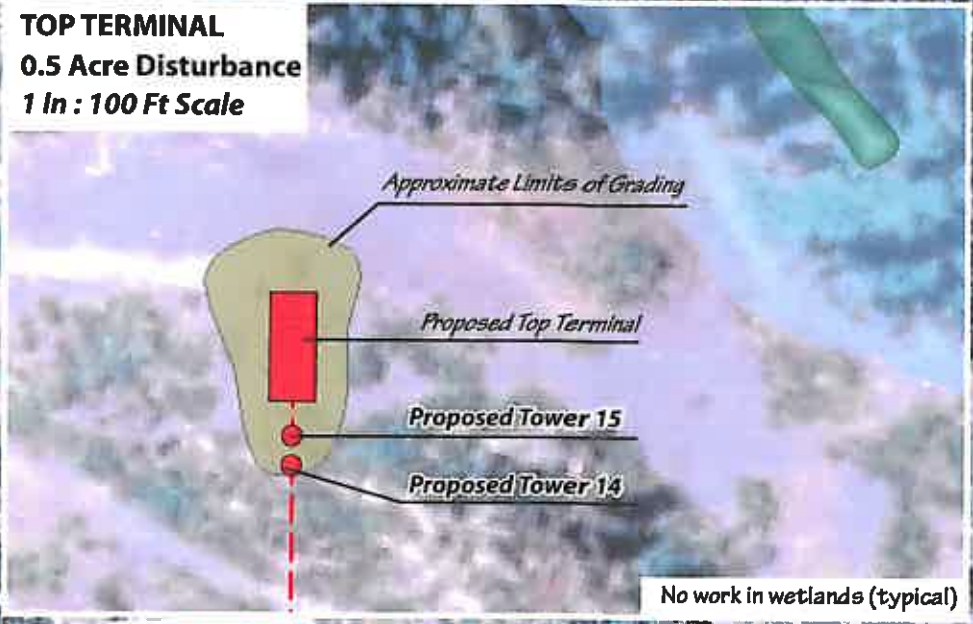 TOP TERMINAL
0.5 Acre Disturbance
1 In : 100 Ft Scale
Approximate Limits of Grading
Proposed Top Terminal
Proposed Tower 15
Proposed Tower 14
No work in wetlands (typical)